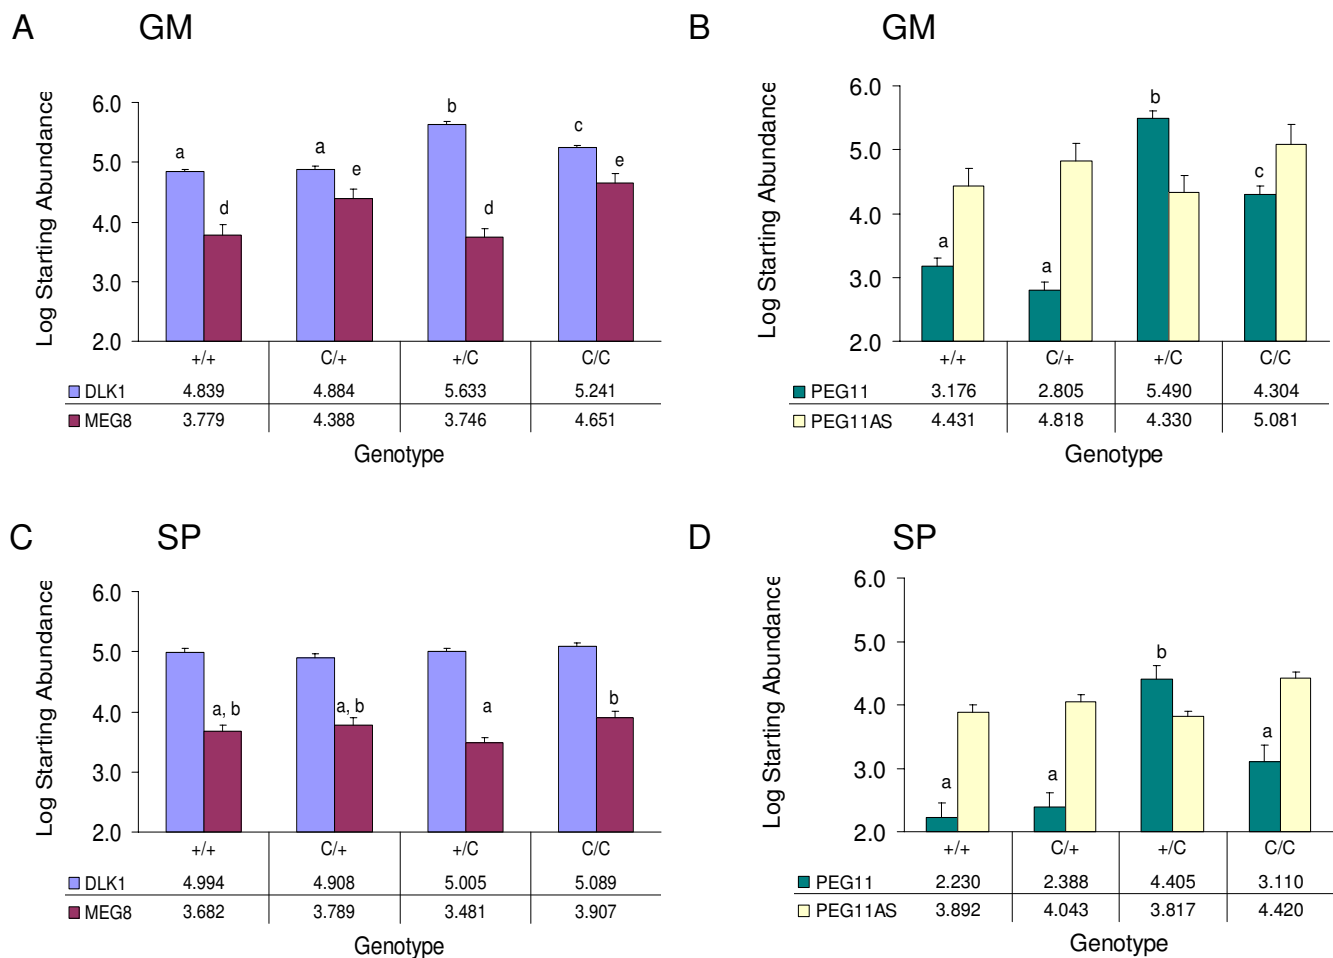 A GM
Log Starting Abundance
6.0
5.0
4.0
3.0
2.0
a
d
a
e
b
d
c
e
+/+ C/+ +/C C/C
DLK1 4.839 4.884 5.633 5.241
MEG8 3.779 4.388 3.746 4.651
Genotype
B GM
Log Starting Abundance
6.0
5.0
4.0
3.0
2.0
a
a
b
c
+/+ C/+ +/C C/C
PEG11 3.176 2.805 5.490 4.304
PEG11AS 4.431 4.818 4.330 5.081
Genotype
C SP
Log Starting Abundance
6.0
5.0
4.0
3.0
2.0
a, b
a, b
a
b
+/+ C/+ +/C C/C
DLK1 4.994 4.908 5.005 5.089
MEG8 3.682 3.789 3.481 3.907
Genotype
D SP
Log Starting Abundance
6.0
5.0
4.0
3.0
2.0
a
a
b
a
+/+ C/+ +/C C/C
PEG11 2.230 2.388 4.405 3.110
PEG11AS 3.892 4.043 3.817 4.420
Genotype